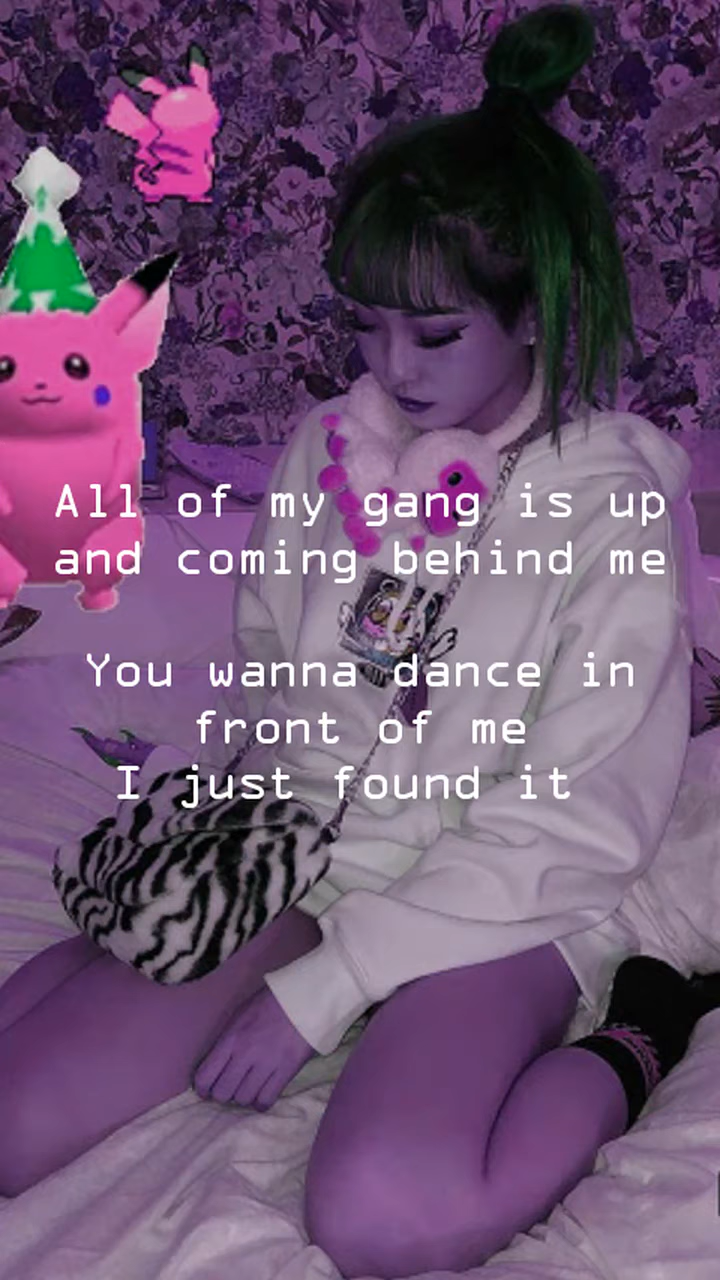 All of my gang is up
and coming behind me
You wanna dance in
front of me
I just found it